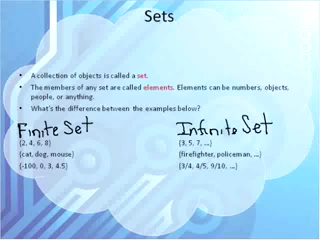 Sets
• A collection of objects is called a set.
• The members of any set are called elements. Elements can be numbers, objects,
people, or anything.
• What's the difference between the examples below?
Finite Set
{2, 4, 6, 8}
{cat, dog, mouse}
{-100, 0, 3, 4.5}
Infinite Set
{3, 5, 7, ...}
{firefighter, policeman, ...}
{3/4, 4/5, 9/10, ...}